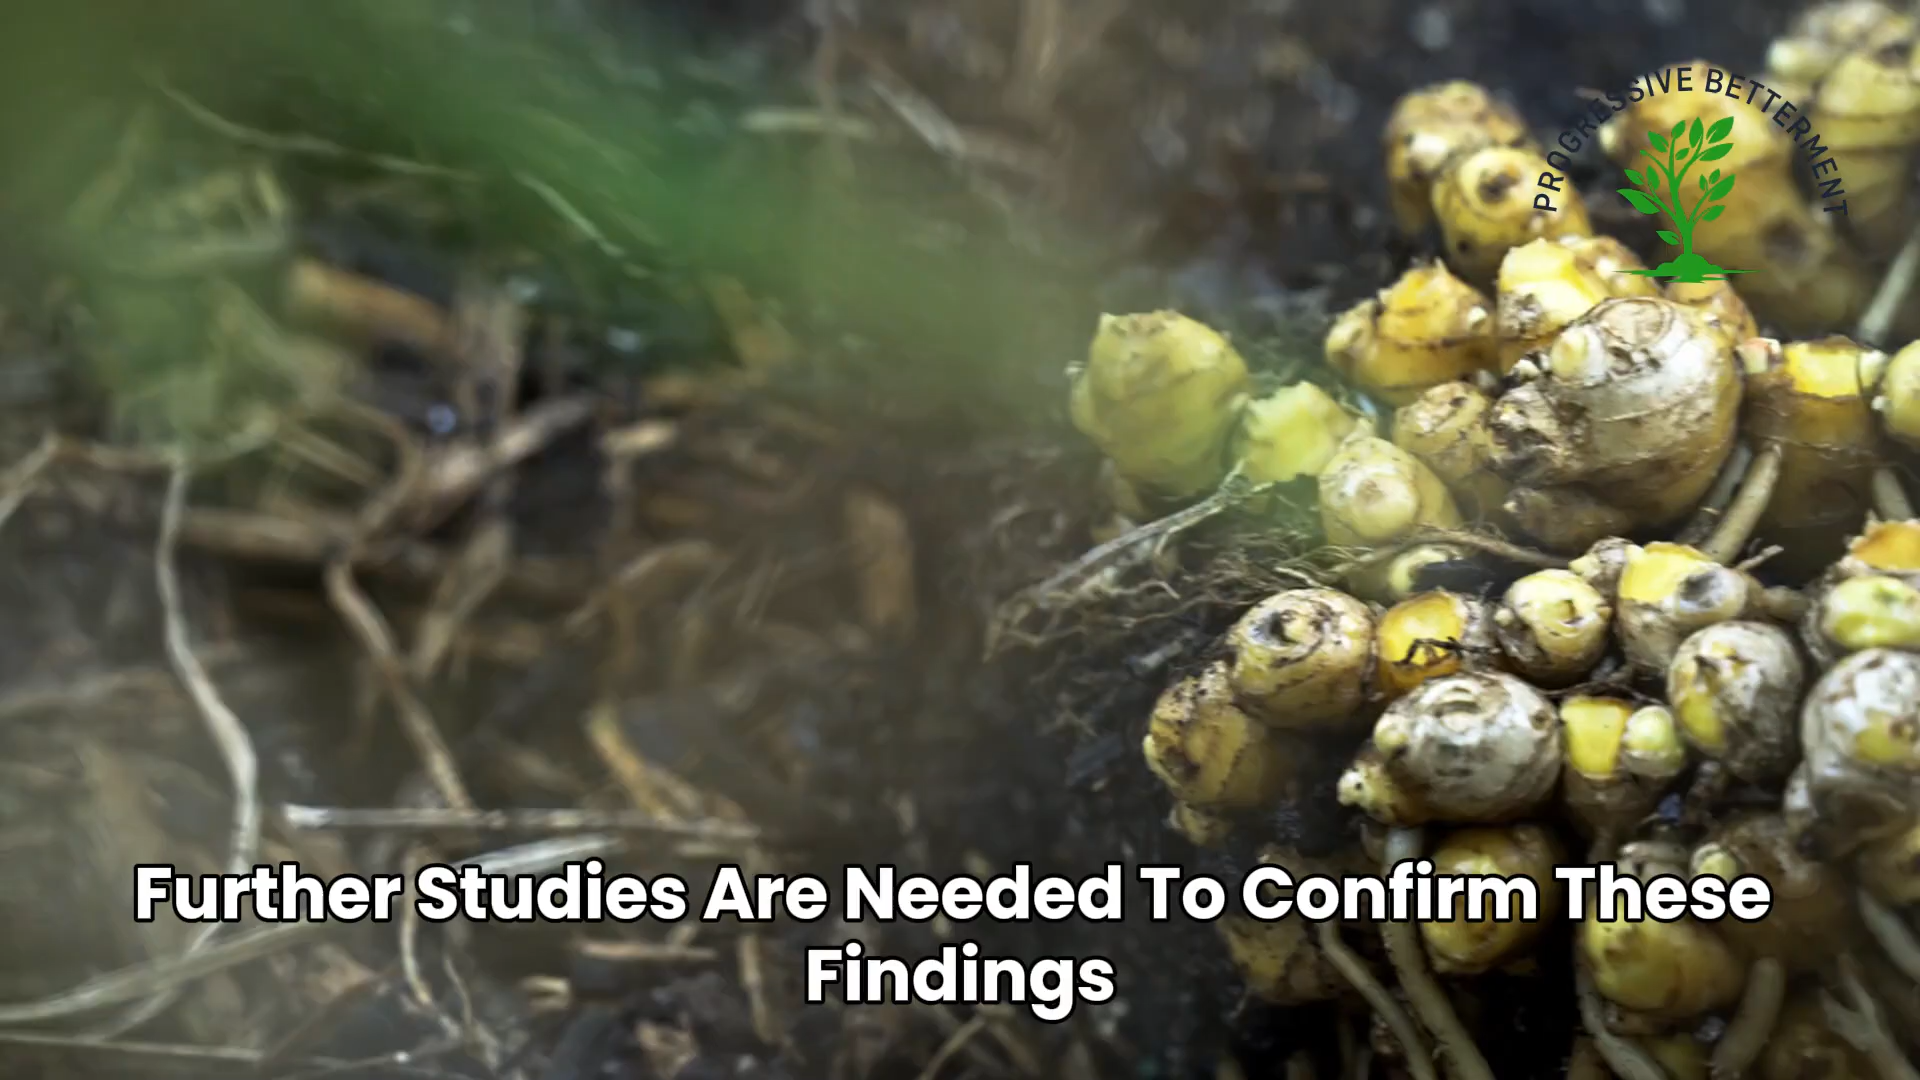 PROGRESSIVE BETTERMENT
Further Studies Are Needed To Confirm These
Findings